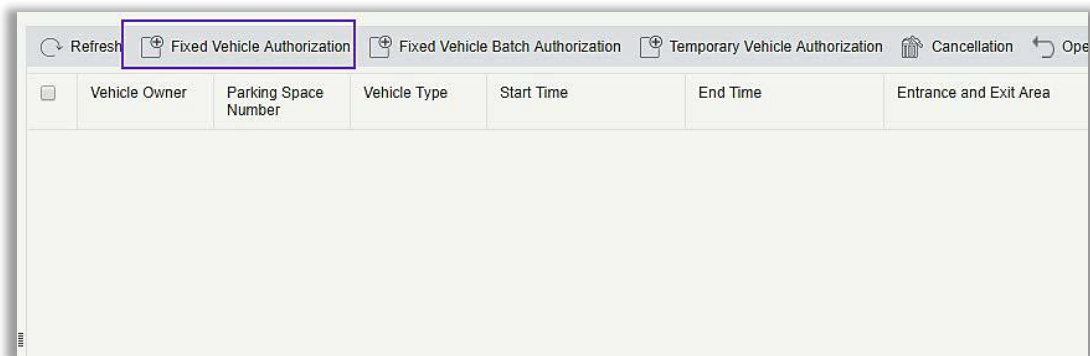 Refresh Fixed Vehicle Authorization Fixed Vehicle Batch Authorization Temporary Vehicle Authorization Cancellation Ope
Vehicle Owner Parking Space Number Vehicle Type Start Time End Time Entrance and Exit Area